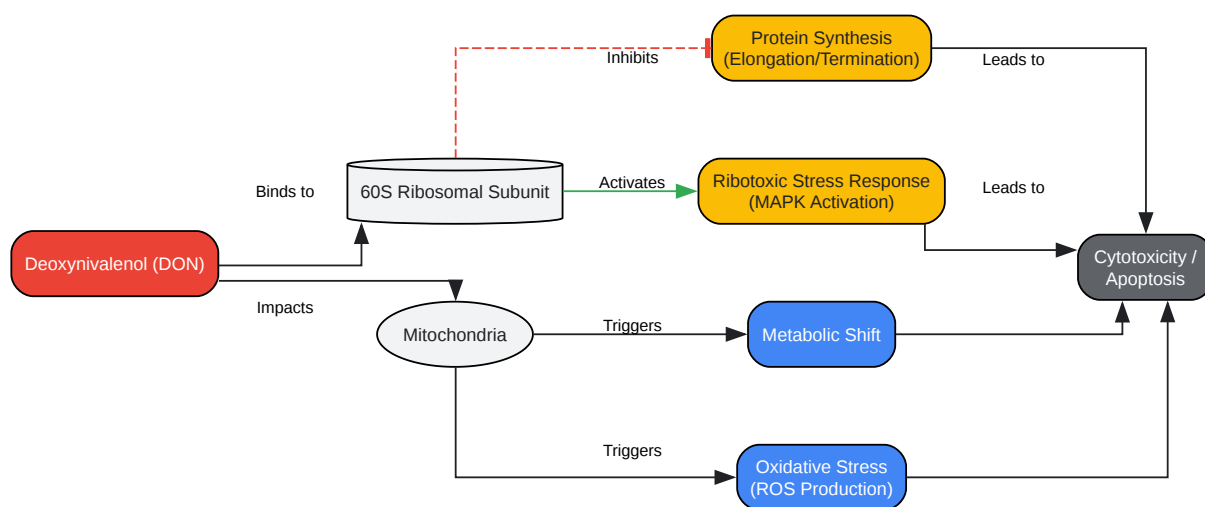 Protein Synthesis
(Elongation/Termination)
Inhibits
Leads to
60S Ribosomal Subunit
Binds to
Activates
Ribotoxic Stress Response
(MAPK Activation)
Leads to
Deoxynivalenol (DON)
Cytotoxicity /
Apoptosis
Impacts
Mitochondria
Triggers
Metabolic Shift
Triggers
Oxidative Stress
(ROS Production)